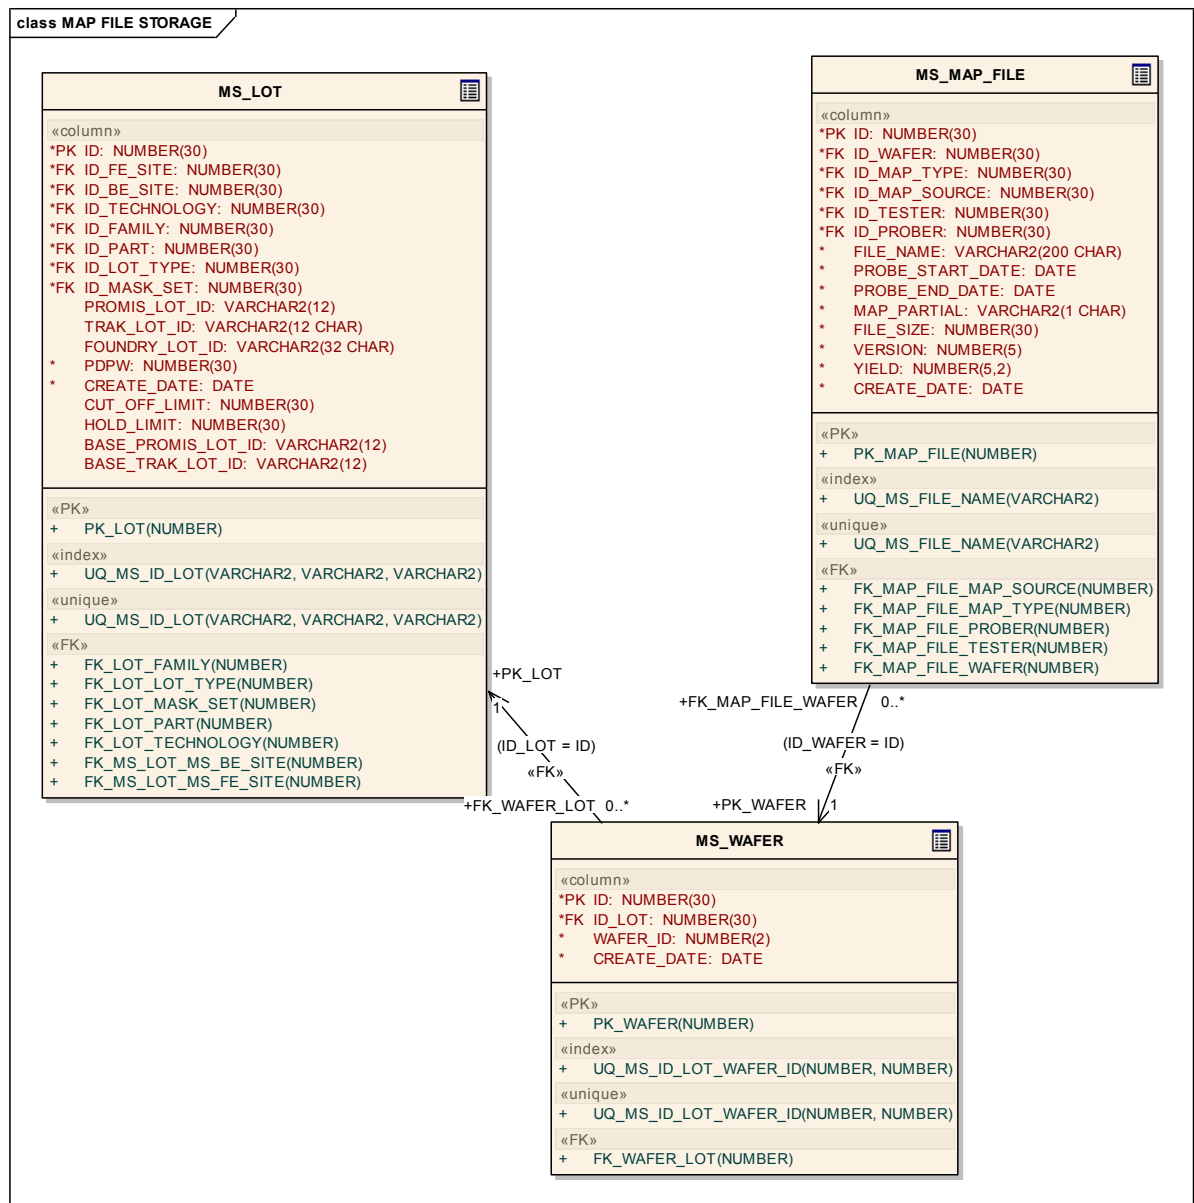 class MAP FILE STORAGE
MS_LOT
«column»
*PK ID: NUMBER(30)
*FK ID_FE_SITE: NUMBER(30)
*FK ID_BE_SITE: NUMBER(30)
*FK ID_TECHNOLOGY: NUMBER(30)
*FK ID_FAMILY: NUMBER(30)
*FK ID_PART: NUMBER(30)
*FK ID_LOT_TYPE: NUMBER(30)
*FK ID_MASK_SET: NUMBER(30)
PROMIS_LOT_ID: VARCHAR2(12)
TRAK_LOT_ID: VARCHAR2(12 CHAR)
FOUNDRY_LOT_ID: VARCHAR2(32 CHAR)
* PDPW: NUMBER(30)
* CREATE_DATE: DATE
CUT_OFF_LIMIT: NUMBER(30)
HOLD_LIMIT: NUMBER(30)
BASE_PROMIS_LOT_ID: VARCHAR2(12)
BASE_TRAK_LOT_ID: VARCHAR2(12)
«PK»
+ PK_LOT(NUMBER)
«index»
+ UQ_MS_ID_LOT(VARCHAR2, VARCHAR2, VARCHAR2)
«unique»
+ UQ_MS_ID_LOT(VARCHAR2, VARCHAR2, VARCHAR2)
«FK»
+ FK_LOT_FAMILY(NUMBER)
+ FK_LOT_LOT_TYPE(NUMBER)
+ FK_LOT_MASK_SET(NUMBER)
+ FK_LOT_PART(NUMBER)
+ FK_LOT_TECHNOLOGY(NUMBER)
+ FK_MS_LOT_MS_BE_SITE(NUMBER)
+ FK_MS_LOT_MS_FE_SITE(NUMBER)
MS_MAP_FILE
«column»
*PK ID: NUMBER(30)
*FK ID_WAFER: NUMBER(30)
*FK ID_MAP_TYPE: NUMBER(30)
*FK ID_MAP_SOURCE: NUMBER(30)
*FK ID_TESTER: NUMBER(30)
*FK ID_PROBER: NUMBER(30)
* FILE_NAME: VARCHAR2(200 CHAR)
* PROBE_START_DATE: DATE
* PROBE_END_DATE: DATE
* MAP_PARTIAL: VARCHAR2(1 CHAR)
* FILE_SIZE: NUMBER(30)
* VERSION: NUMBER(5)
* YIELD: NUMBER(5,2)
* CREATE_DATE: DATE
«PK»
+ PK_MAP_FILE(NUMBER)
«index»
+ UQ_MS_FILE_NAME(VARCHAR2)
«unique»
+ UQ_MS_FILE_NAME(VARCHAR2)
«FK»
+ FK_MAP_FILE_MAP_SOURCE(NUMBER)
+ FK_MAP_FILE_MAP_TYPE(NUMBER)
+ FK_MAP_FILE_PROBER(NUMBER)
+ FK_MAP_FILE_TESTER(NUMBER)
+ FK_MAP_FILE_WAFER(NUMBER)
+PK_LOT
1
(ID_LOT = ID)
«FK»
+FK_WAFER_LOT 0..*
+FK_MAP_FILE_WAFER 0..*
(ID_WAFER = ID)
«FK»
+PK_WAFER 1
MS_WAFER
«column»
*PK ID: NUMBER(30)
*FK ID_LOT: NUMBER(30)
* WAFER_ID: NUMBER(2)
* CREATE_DATE: DATE
«PK»
+ PK_WAFER(NUMBER)
«index»
+ UQ_MS_ID_LOT_WAFER_ID(NUMBER, NUMBER)
«unique»
+ UQ_MS_ID_LOT_WAFER_ID(NUMBER, NUMBER)
«FK»
+ FK_WAFER_LOT(NUMBER)